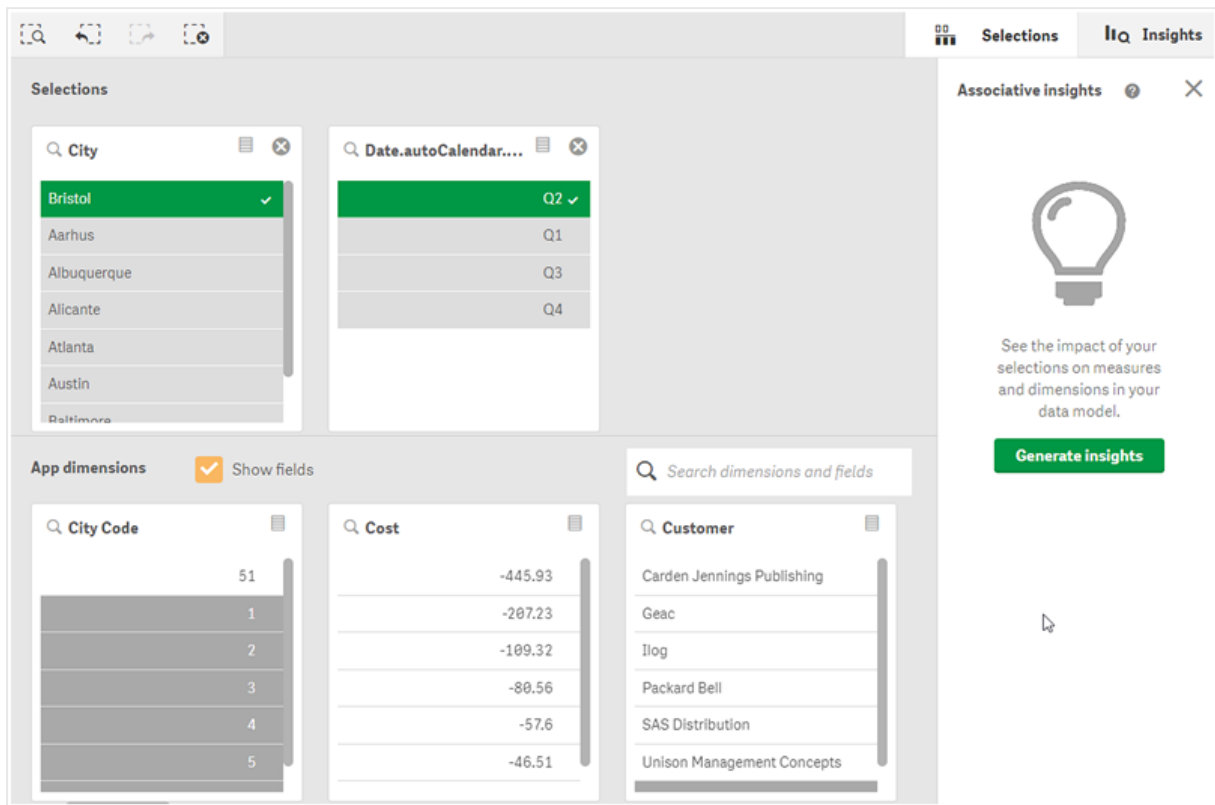 Selections
Insights
Selections
Associative insights
?
City
Date.autoCalendar....
Bristol
Aarhus
Albuquerque
Alicante
Atlanta
Austin
Baltimore
Q2
Q1
Q3
Q4
See the impact of your
selections on measures
and dimensions in your
data model.
Generate insights
App dimensions
Show fields
Search dimensions and fields
City Code
51
1
2
3
4
5
Cost
-445.93
-207.23
-109.32
-80.56
-57.6
-46.51
Customer
Carden Jennings Publishing
Geac
Ilog
Packard Bell
SAS Distribution
Unison Management Concepts